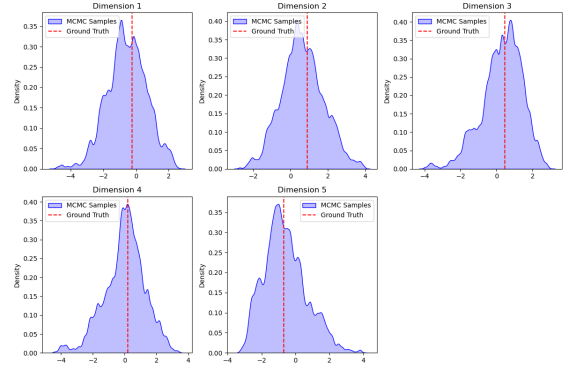 Dimension 1
MCMC Samples
Ground Truth
Density
0.35
0.30
0.25
0.20
0.15
0.10
0.05
0.00
−4 −2 0 2
Dimension 2
MCMC Samples
Ground Truth
Density
0.40
0.35
0.30
0.25
0.20
0.15
0.10
0.05
0.00
−2 0 2 4
Dimension 3
MCMC Samples
Ground Truth
Density
0.40
0.35
0.30
0.25
0.20
0.15
0.10
0.05
0.00
−4 −2 0 2
Dimension 4
MCMC Samples
Ground Truth
Density
0.40
0.35
0.30
0.25
0.20
0.15
0.10
0.05
0.00
−4 −2 0 2 4
Dimension 5
MCMC Samples
Ground Truth
Density
0.35
0.30
0.25
0.20
0.15
0.10
0.05
0.00
−4 −2 0 2 4